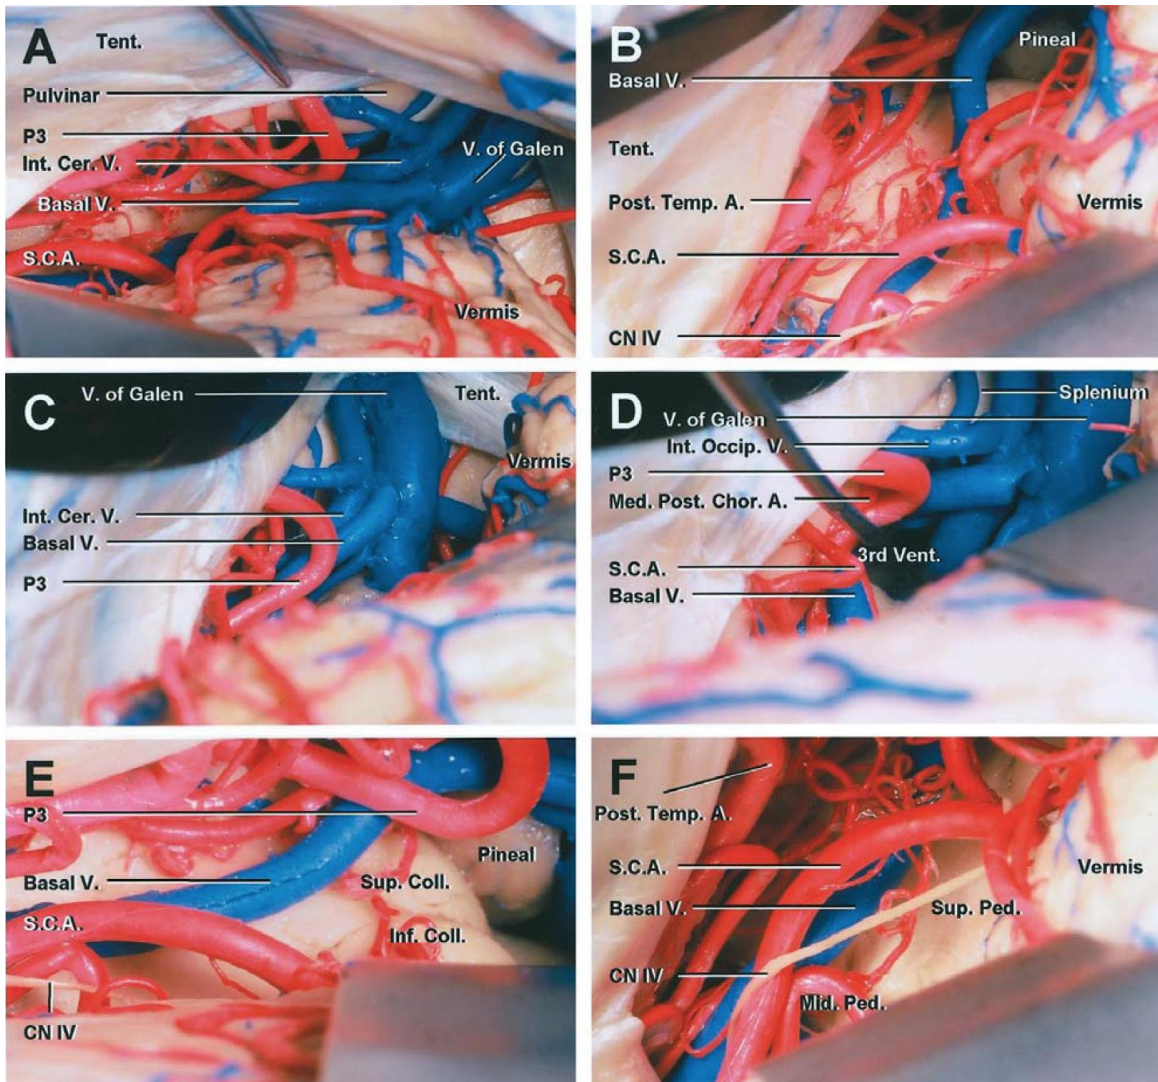 A
Tent.
Pulvinar
P3
Int. Cer. V.
V. of Galen
Basal V.
S.C.A.
Vermis
B
Pineal
Basal V.
Tent.
Post. Temp. A.
Vermis
S.C.A.
CN IV
C
V. of Galen
Tent.
Vermis
Int. Cer. V.
Basal V.
P3
D
Splenium
V. of Galen
Int. Occip. V.
P3
Med. Post. Chor. A.
3rd Vent.
S.C.A.
Basal V.
E
P3
Pineal
Basal V.
Sup. Coll.
S.C.A.
Inf. Coll.
CN IV
F
Post. Temp. A.
S.C.A.
Vermis
Basal V.
Sup. Ped.
CN IV
Mid. Ped.